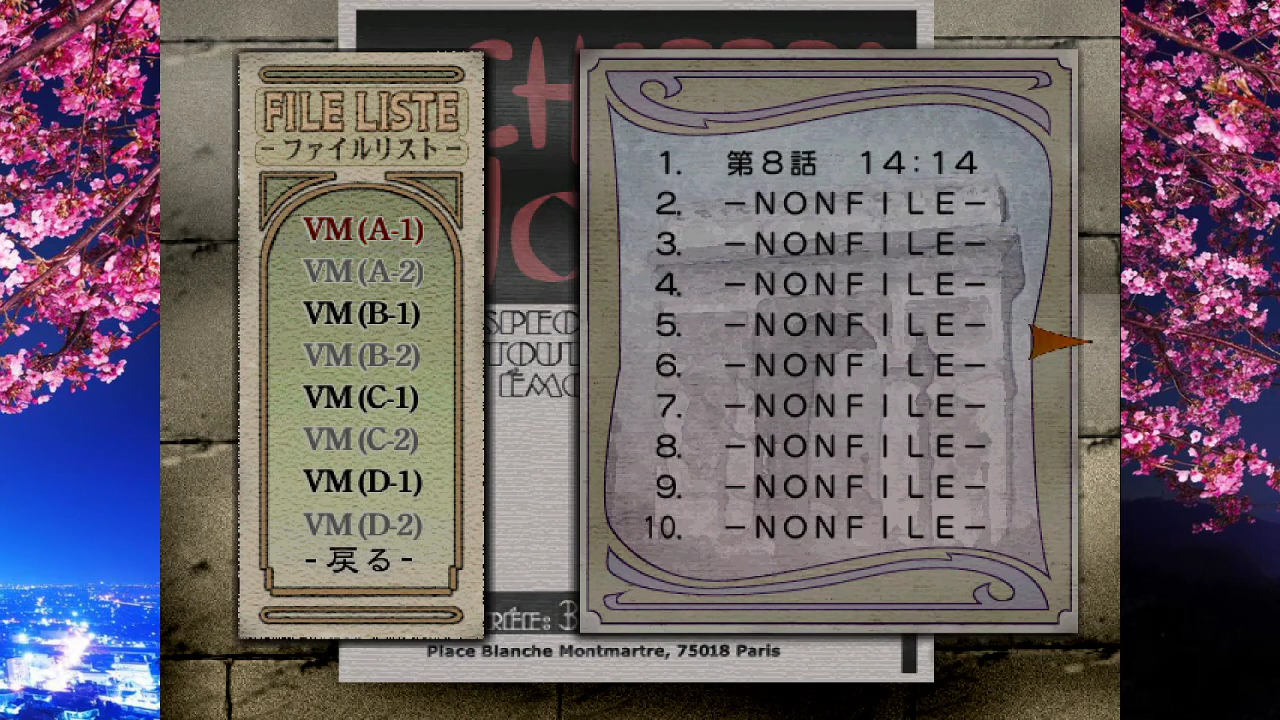 FILE LISTE
-ファイルリスト-
VM(A-1)
VM(A-2)
VM(B-1)
VM(B-2)
VM(C-1)
VM(C-2)
VM(D-1)
VM(D-2)
-戻る-
1. 第8話 14:14
2. -NONFILE-
3. -NONFILE-
4. -NONFILE-
5. -NONFILE-
6. -NONFILE-
7. -NONFILE-
8. -NONFILE-
9. -NONFILE-
10. -NONFILE-
Place Blanche Montmartre, 75018 Paris